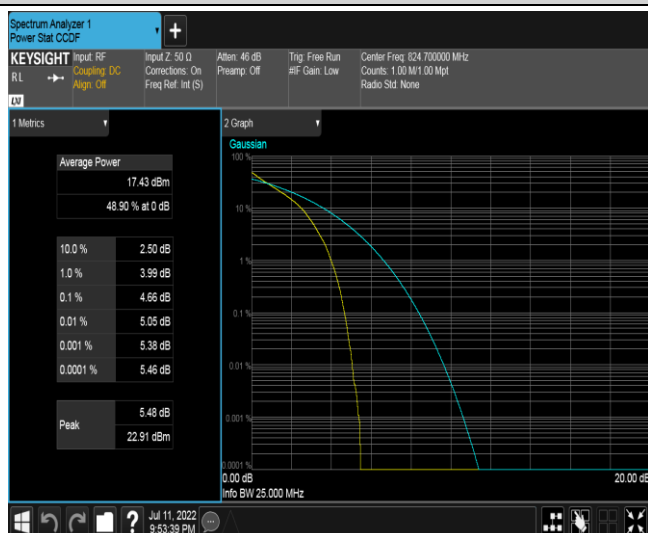 Spectrum Analyzer 1
Power Stat CCDF
+
KEYSIGHT
Input: RF
Coupling: DC
Align: Off
Input Z: 50 Ω
Corrections: On
Freq Ref: Int (S)
Atten: 46 dB
Preamp: Off
Trig: Free Run
#IF Gain: Low
Center Freq: 824.700000 MHz
Counts: 1.00 M/1.00 Mpt
Radio Std: None
RL
LXI
1 Metrics
Average Power
17.43 dBm
48.90 % at 0 dB
10.0 % 2.50 dB
1.0 % 3.99 dB
0.1 % 4.66 dB
0.01 % 5.05 dB
0.001 % 5.38 dB
0.0001 % 5.46 dB
Peak
5.48 dB
22.91 dBm
2 Graph
Gaussian
100 %
10 %
1 %
0.1 %
0.01 %
0.001 %
0.0001 %
0.00 dB 20.00 dB
Info BW 25.000 MHz
?
Jul 11, 2022
9:53:39 PM